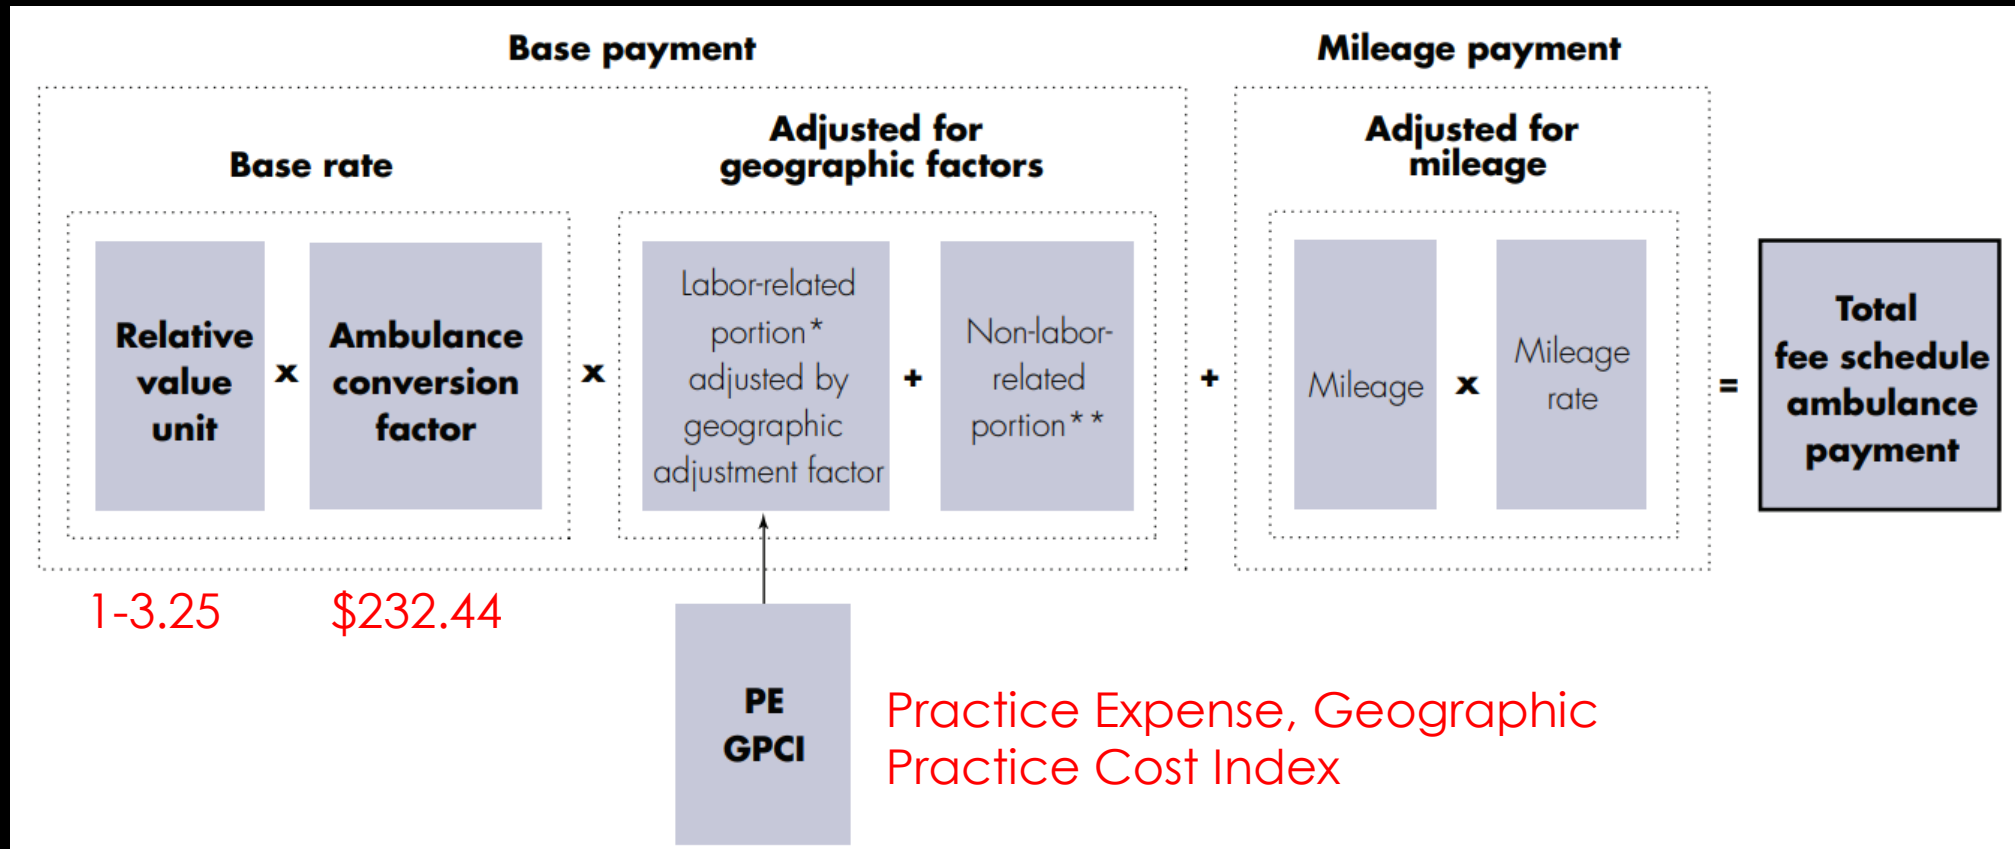 Base payment
Mileage payment
Base rate
Adjusted for
geographic factors
Adjusted for
mileage
Relative
value
unit
x
Ambulance
conversion
factor
x
Labor-related
portion*
adjusted by
geographic
adjustment factor
+
Non-labor-
related
portion**
+
Mileage
x
Mileage
rate
=
Total
fee schedule
ambulance
payment
1-3.25
$232.44
PE
GPCI
Practice Expense, Geographic
Practice Cost Index